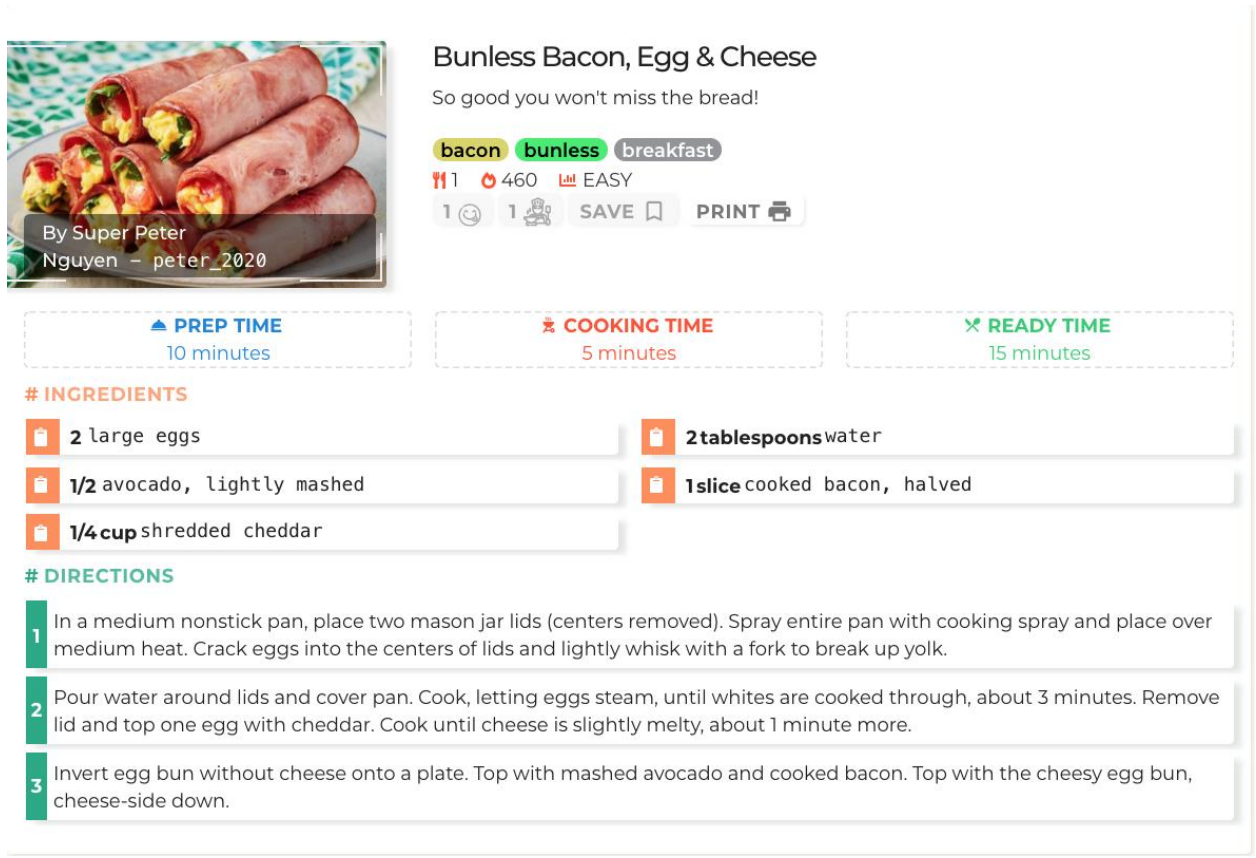 Bunless Bacon, Egg & Cheese
So good you won't miss the bread!
bacon bunless breakfast
1 460 EASY
1 1 SAVE PRINT
By Super Peter
Nguyen - peter_2020
PREP TIME
10 minutes
COOKING TIME
5 minutes
READY TIME
15 minutes
# INGREDIENTS
2 large eggs
2 tablespoons water
1/2 avocado, lightly mashed
1 slice cooked bacon, halved
1/4 cup shredded cheddar
# DIRECTIONS
1 In a medium nonstick pan, place two mason jar lids (centers removed). Spray entire pan with cooking spray and place over
medium heat. Crack eggs into the centers of lids and lightly whisk with a fork to break up yolk.
2 Pour water around lids and cover pan. Cook, letting eggs steam, until whites are cooked through, about 3 minutes. Remove
lid and top one egg with cheddar. Cook until cheese is slightly melty, about 1 minute more.
3 Invert egg bun without cheese onto a plate. Top with mashed avocado and cooked bacon. Top with the cheesy egg bun,
cheese-side down.